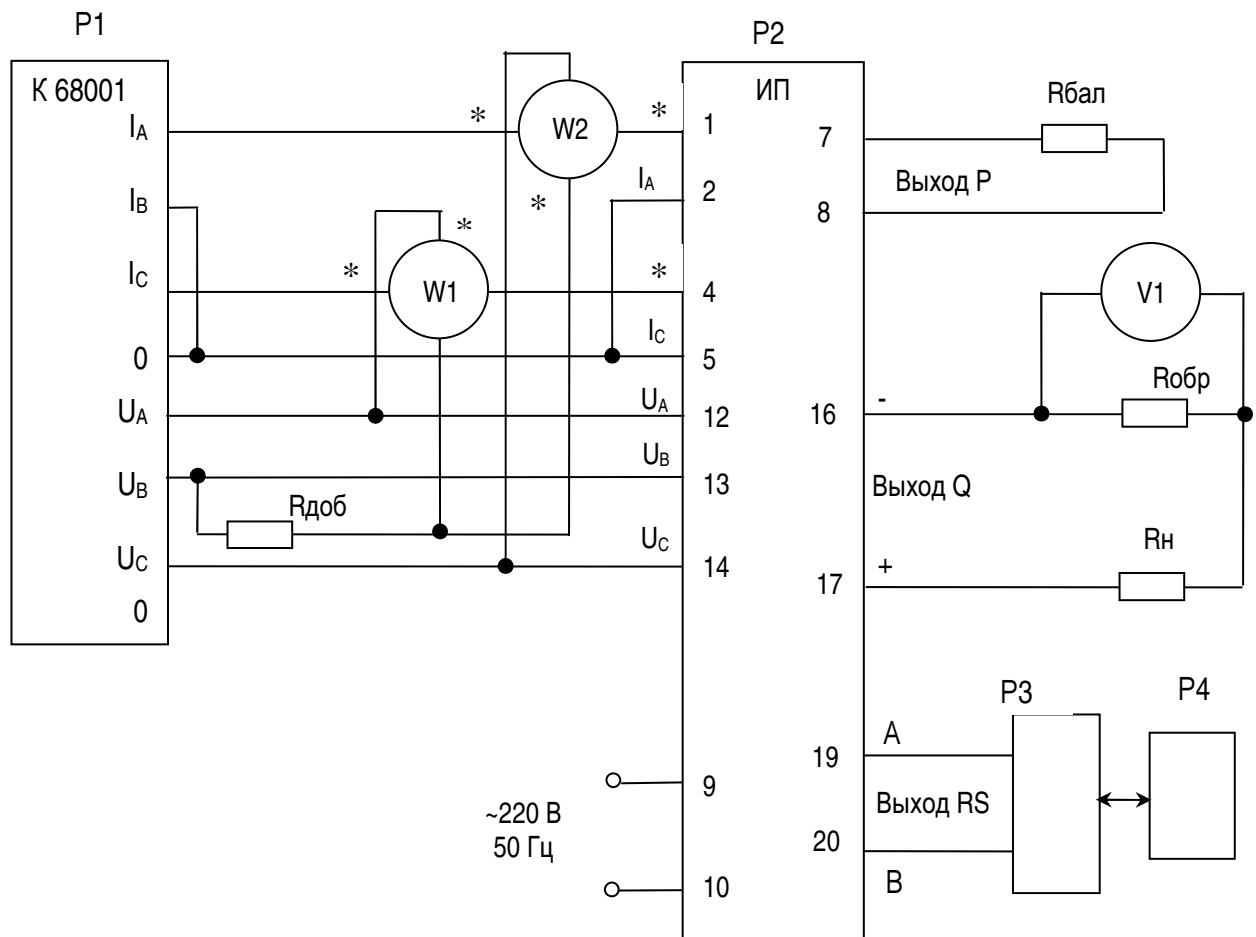 P1
К 68001
IA
IB
IC
0
UA
UB
UC
0
*
W2
*
*
*
W1
*
*
Rдоб
P2
ИП
1
IA
2
4
IC
5
UA
12
UB
13
UC
14
~220 В
50 Гц
9
10
7
Rбал
Выход P
8
V1
Rобр
16
-
Выход Q
Rн
17
+
P3
P4
19
A
Выход RS
20
B